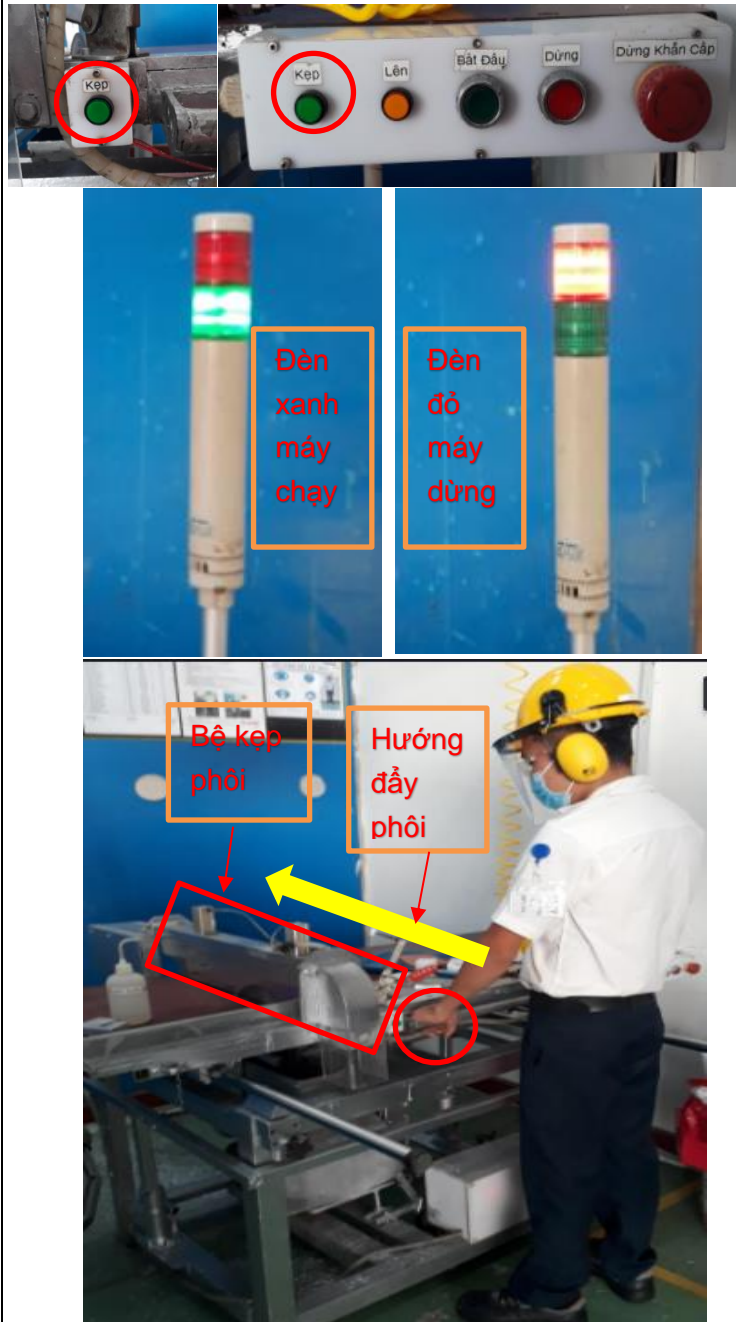 Kẹp
Kẹp
Lên
Bắt Đầu
Dừng
Dừng Khẩn Cấp
Đèn
xanh
máy
chạy
Đèn
đỏ
máy
dừng
Bệ kẹp
phôi
Hướng
đẩy
phôi